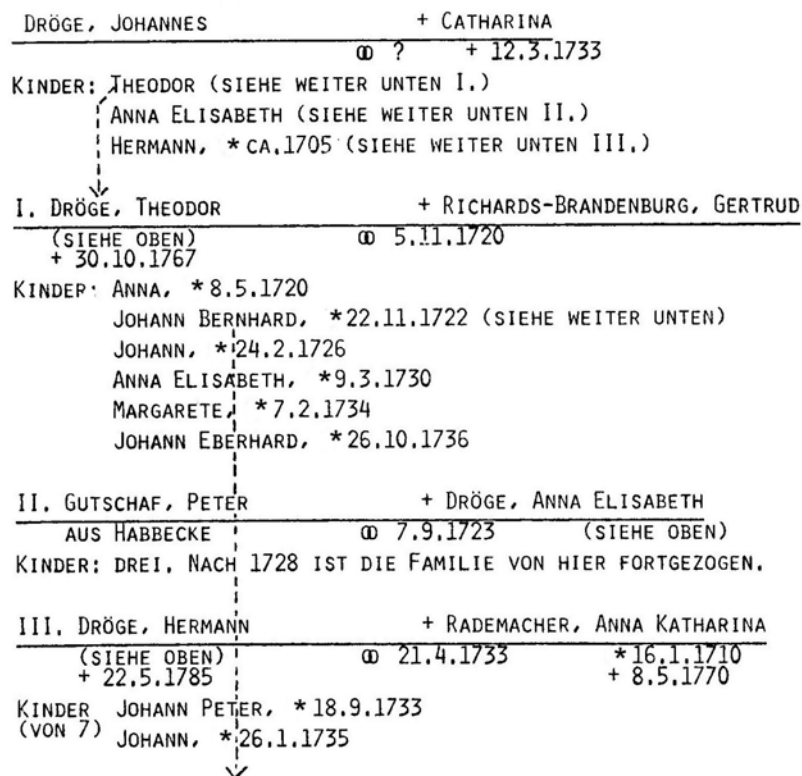 DRÖGE, JOHANNES + CATHARINA
⚭ ? + 12.3.1733
KINDER: THEODOR (SIEHE WEITER UNTEN I.)
ANNA ELISABETH (SIEHE WEITER UNTEN II.)
HERMANN, * CA.1705 (SIEHE WEITER UNTEN III.)
I. DRÖGE, THEODOR + RICHARDS-BRANDENBURG, GERTRUD
(SIEHE OBEN) ⚭ 5.11.1720
+ 30.10.1767
KINDER: ANNA, *8.5.1720
JOHANN BERNHARD, *22.11.1722 (SIEHE WEITER UNTEN)
JOHANN, *24.2.1726
ANNA ELISABETH, *9.3.1730
MARGARETE, *7.2.1734
JOHANN EBERHARD, *26.10.1736
II. GUTSCHAF, PETER + DRÖGE, ANNA ELISABETH
AUS HABBECKE ⚭ 7.9.1723 (SIEHE OBEN)
KINDER: DREI. NACH 1728 IST DIE FAMILIE VON HIER FORTGEZOGEN.
III. DRÖGE, HERMANN + RADEMACHER, ANNA KATHARINA
(SIEHE OBEN) ⚭ 21.4.1733 *16.1.1710
+ 22.5.1785 + 8.5.1770
KINDER JOHANN PETER, *18.9.1733
(VON 7) JOHANN, *26.1.1735